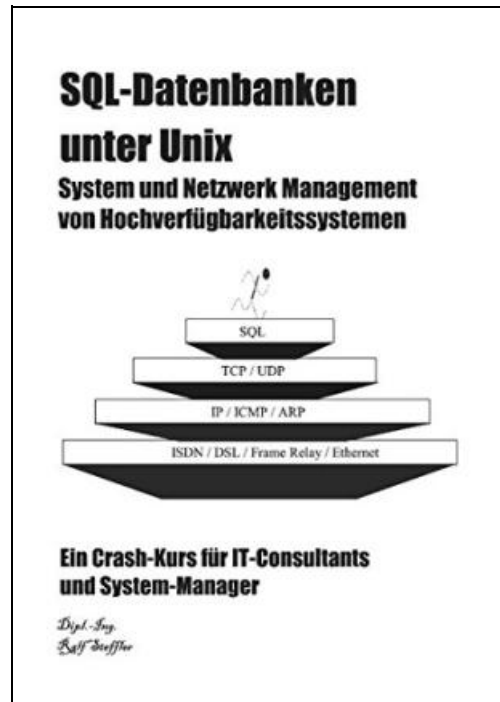 SQL-Datenbanken
unter Unix
System und Netzwerk Management
von Hochverfügbarkeitssystemen
SQL
TCP / UDP
IP / ICMP / ARP
ISDN / DSL / Frame Relay / Ethernet
Ein Crash-Kurs für IT-Consultants
und System-Manager
Dipl.-Ing.
Ralf Steffler